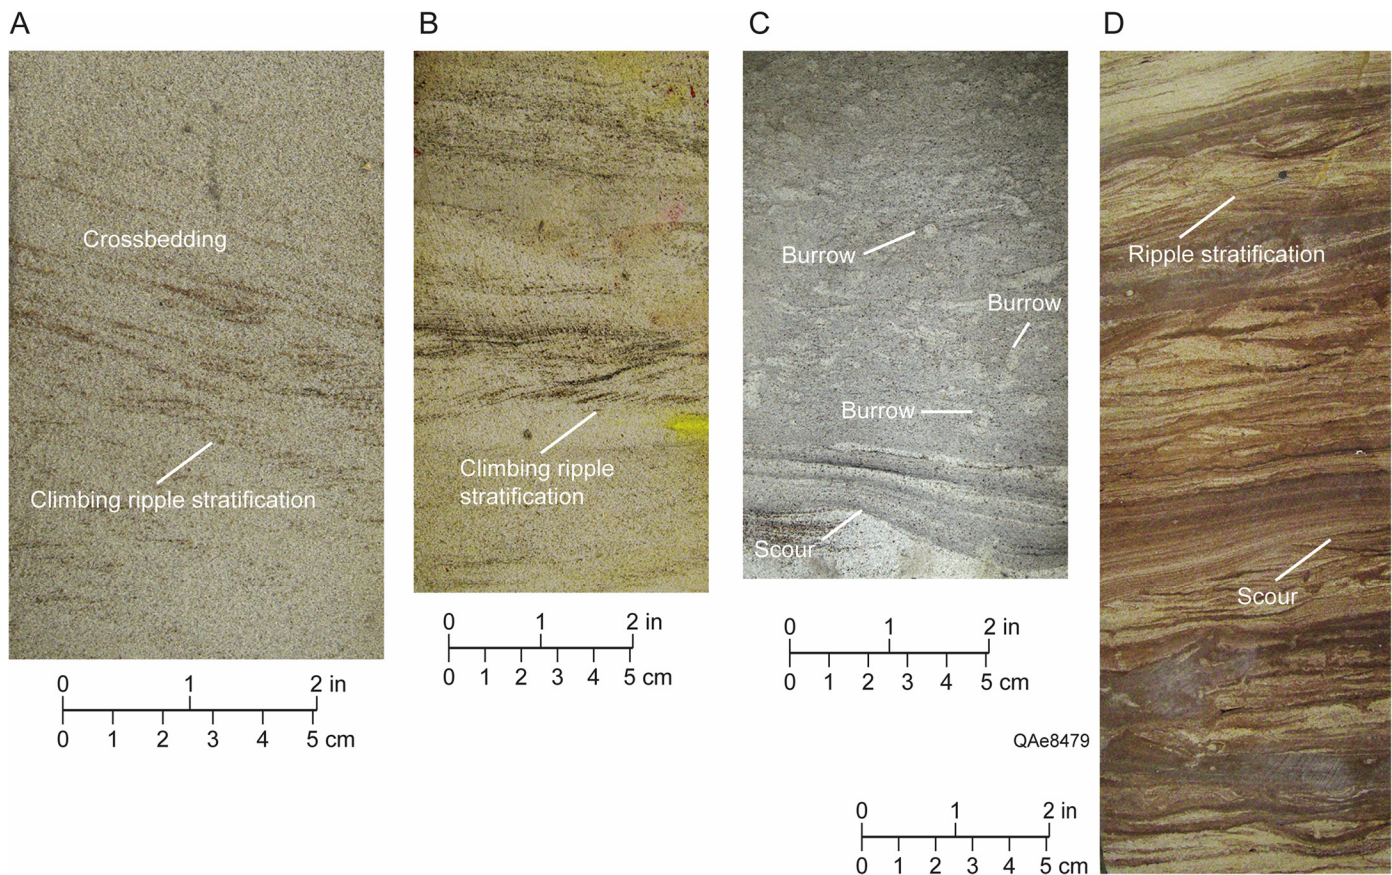 A
B
C
D
Crossbedding
Climbing ripple stratification
0 1 2 in
0 1 2 3 4 5 cm
Climbing ripple
stratification
0 1 2 in
0 1 2 3 4 5 cm
Burrow
Burrow
Burrow
Scour
0 1 2 in
0 1 2 3 4 5 cm
QAe8479
Ripple stratification
Scour
0 1 2 in
0 1 2 3 4 5 cm